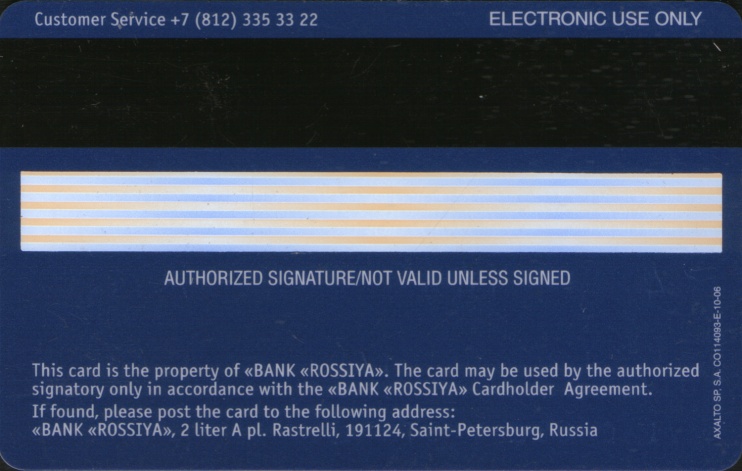 Customer Service +7 (812) 335 33 22
ELECTRONIC USE ONLY
AUTHORIZED SIGNATURE/NOT VALID UNLESS SIGNED
This card is the property of «BANK «ROSSIYA». The card may be used by the authorized
signatory only in accordance with the «BANK «ROSSIYA» Cardholder Agreement.
If found, please post the card to the following address:
«BANK «ROSSIYA», 2 liter A pl. Rastrelli, 191124, Saint-Petersburg, Russia
AXALTO SP. S.A. CO114093-E-10-06